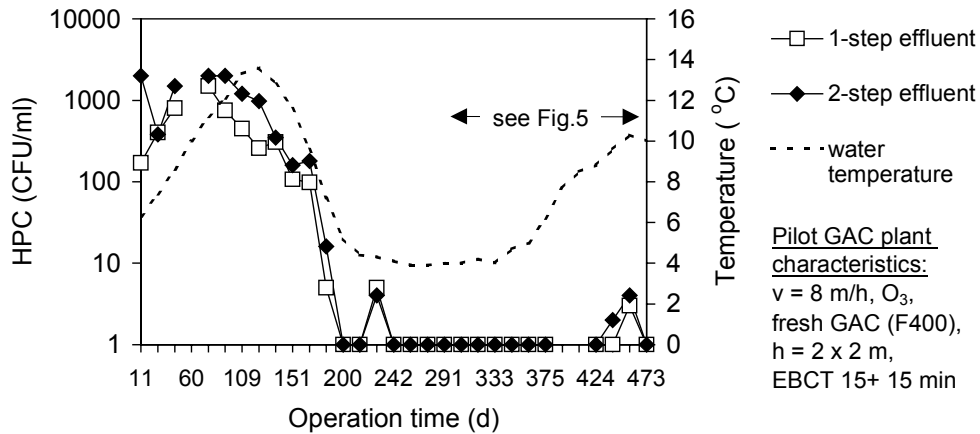 10000
1000
100
10
1
HPC (CFU/ml)
11 60 109 151 200 242 291 333 375 424 473
Operation time (d)
16
14
12
10
8
6
4
2
0
Temperature ( °C)
see Fig.5
1-step effluent
2-step effluent
water
temperature
Pilot GAC plant
characteristics:
v = 8 m/h, O₃,
fresh GAC (F400),
h = 2 x 2 m,
EBCT 15+ 15 min